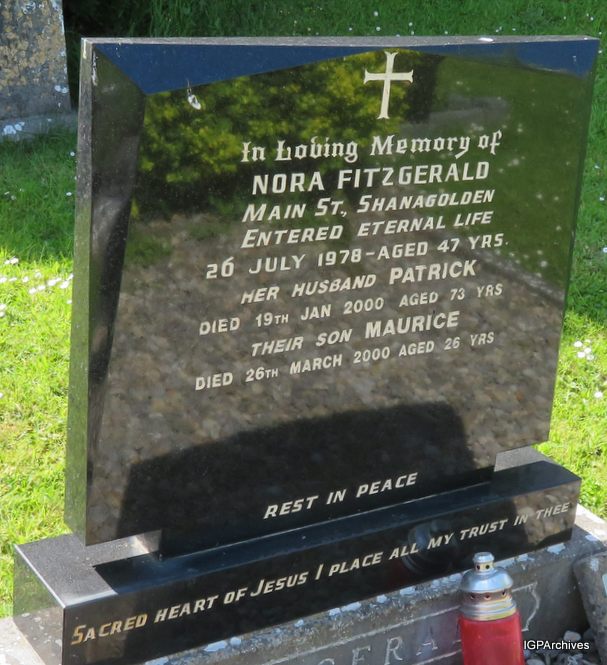 In Loving Memory of
NORA FITZGERALD
MAIN ST., SHANAGOLDEN
ENTERED ETERNAL LIFE
26 JULY 1978 - AGED 47 YRS.
HER HUSBAND PATRICK
DIED 19TH JAN 2000 AGED 73 YRS
THEIR SON MAURICE
DIED 26TH MARCH 2000 AGED 26 YRS
REST IN PEACE
SACRED HEART OF JESUS I PLACE ALL MY TRUST IN THEE
IGPArchives